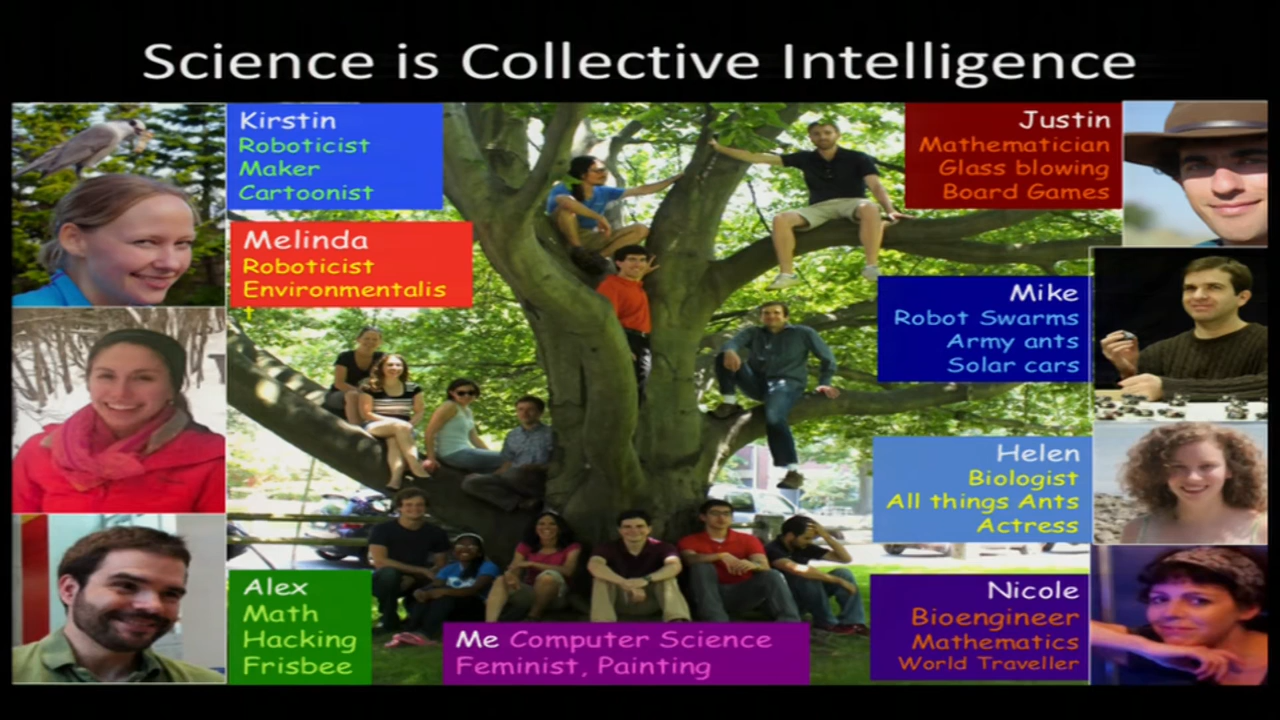 Science is Collective Intelligence
Kirstin
Roboticist
Maker
Cartoonist
Melinda
Roboticist
Environmentalis
t
Alex
Math
Hacking
Frisbee
Me Computer Science
Feminist, Painting
Justin
Mathematician
Glass blowing
Board Games
Mike
Robot Swarms
Army ants
Solar cars
Helen
Biologist
All things Ants
Actress
Nicole
Bioengineer
Mathematics
World Traveller